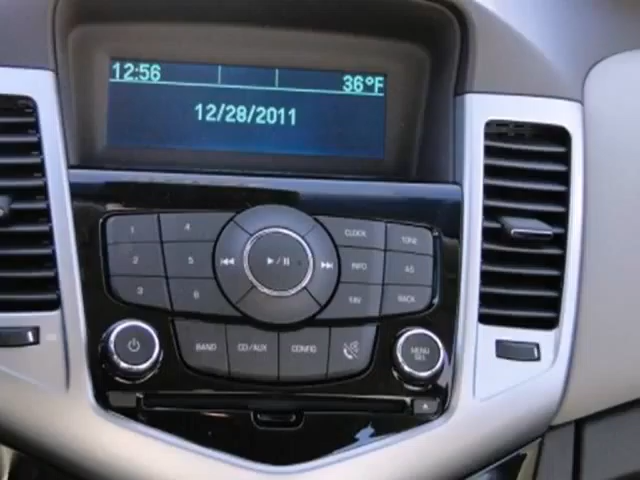 12:56 36°F
12/28/2011
1 4 CLOCK TONE
2 5 INFO AS
3 6 FAV BACK
BAND CD/AUX CONFIG MENU
SEL